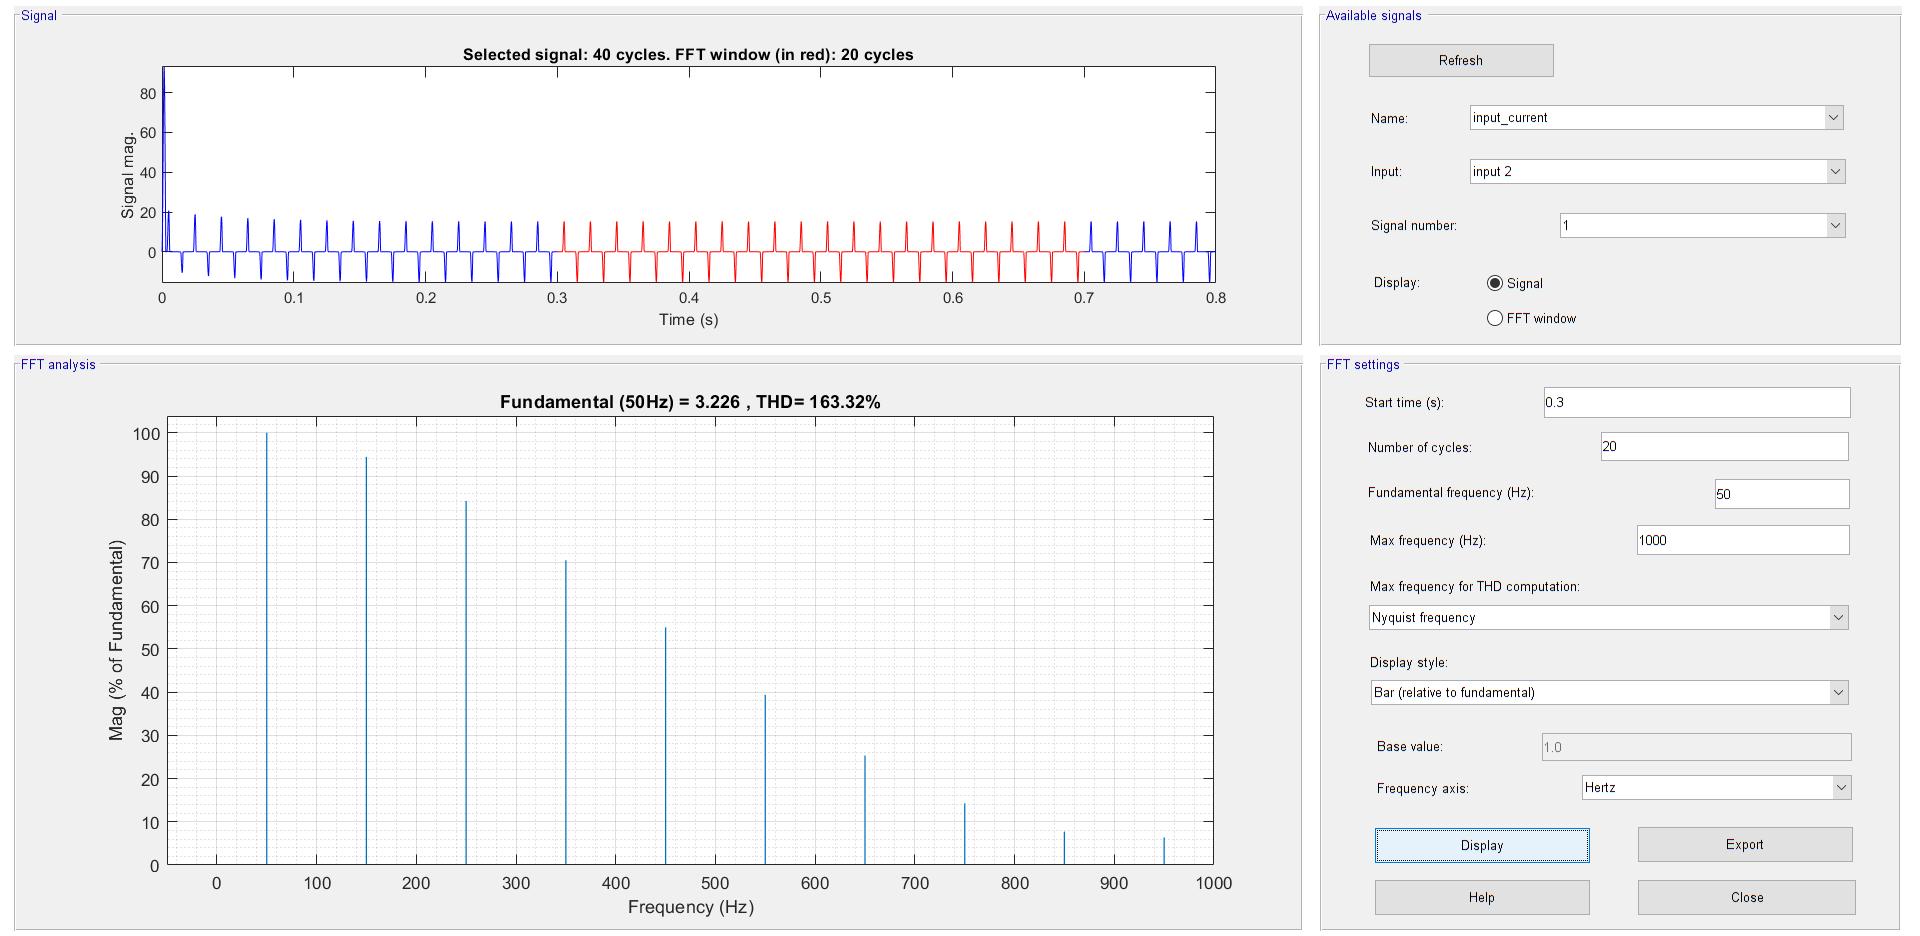 Signal
Selected signal: 40 cycles. FFT window (in red): 20 cycles
Signal mag.
80
60
40
20
0
0 0.1 0.2 0.3 0.4 0.5 0.6 0.7 0.8
Time (s)
Available signals
Refresh
Name: input_current
Input: input 2
Signal number: 1
Display: Signal
FFT window
FFT analysis
Fundamental (50Hz) = 3.226 , THD= 163.32%
Mag (% of Fundamental)
100
90
80
70
60
50
40
30
20
10
0
0 100 200 300 400 500 600 700 800 900 1000
Frequency (Hz)
FFT settings
Start time (s): 0.3
Number of cycles: 20
Fundamental frequency (Hz): 50
Max frequency (Hz): 1000
Max frequency for THD computation:
Nyquist frequency
Display style:
Bar (relative to fundamental)
Base value: 1.0
Frequency axis: Hertz
Display Export
Help Close